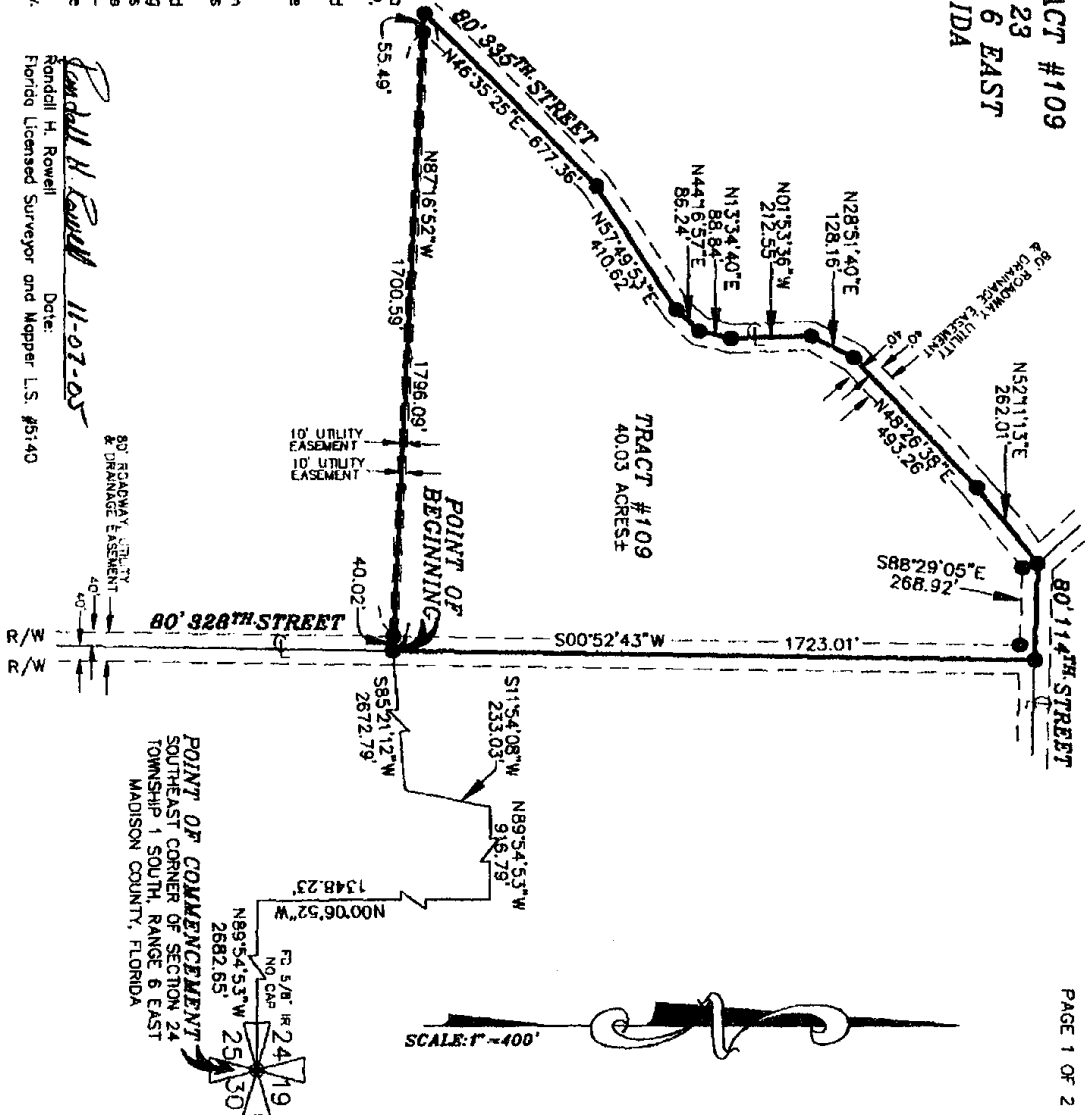 ACT #109
23
6 EAST
IDA
PAGE 1 OF 2
80' 335TH. STREET
N46°35'25"E 677.36'
N57°49'53"E
410.62'
N44°16'57"E
86.24'
N13°34'40"E
88.84'
N01°53'36"W
212.55'
N28°51'40"E
128.16'
80' ROADWAY UTILITY
& DRAINAGE EASEMENT
40'
40'
N48°26'38"E
493.26'
N52°11'13"E
262.01'
S88°29'05"E
268.92'
80' 114TH. STREET
55.49'
N87°16'52"W
1700.59'
1796.09'
10' UTILITY
EASEMENT
10' UTILITY
EASEMENT
TRACT #109
40.03 ACRES±
POINT OF
BEGINNING
40.02'
80' 328TH. STREET
S00°52'43"W
1723.01'
R/W
R/W
80' ROADWAY UTILITY
& DRAINAGE EASEMENT
40'
40'
S85°21'12"W
2672.79'
S11°54'08"W
233.03'
N89°54'53"W
916.79'
N00°06'52"W
1348.23'
N89°54'53"W
2682.65'
FD 5/8" IR
NO CAP
24
19
25
30
POINT OF COMMENCEMENT
SOUTHEAST CORNER OF SECTION 24
TOWNSHIP 1 SOUTH, RANGE 6 EAST
MADISON COUNTY, FLORIDA
SCALE: 1"=400'
Randall H. Rowell 11-07-05
Randall H. Rowell Date:
Florida Licensed Surveyor and Mapper L.S. #5140